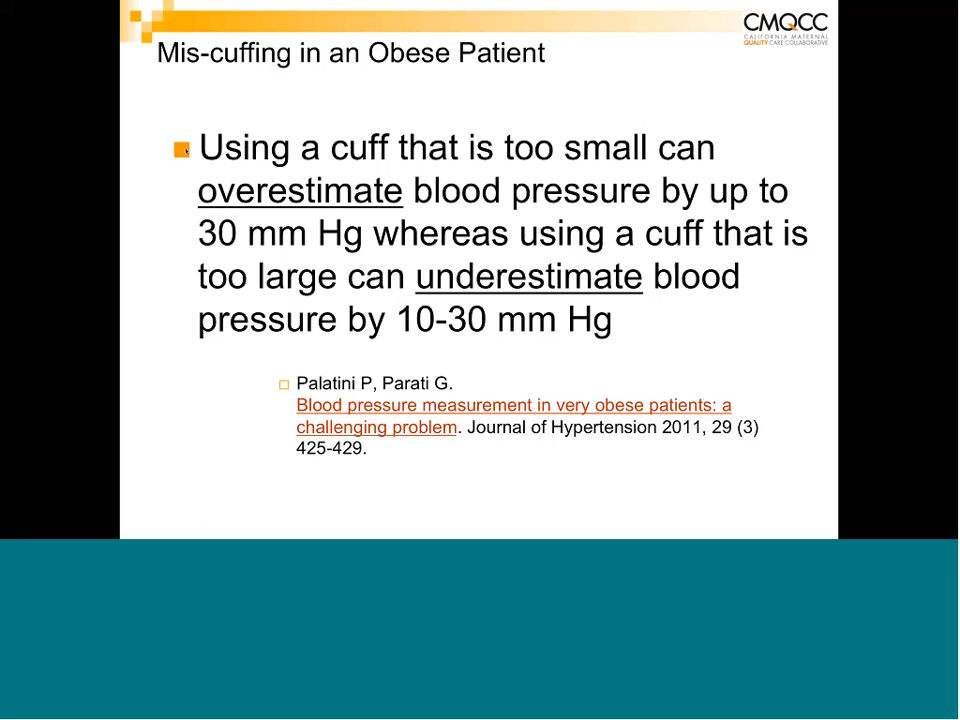 CMQCC
CALIFORNIA MATERNAL
QUALITY CARE COLLABORATIVE
Mis-cuffing in an Obese Patient
Using a cuff that is too small can
overestimate blood pressure by up to
30 mm Hg whereas using a cuff that is
too large can underestimate blood
pressure by 10-30 mm Hg
Palatini P, Parati G.
Blood pressure measurement in very obese patients: a
challenging problem. Journal of Hypertension 2011, 29 (3)
425-429.